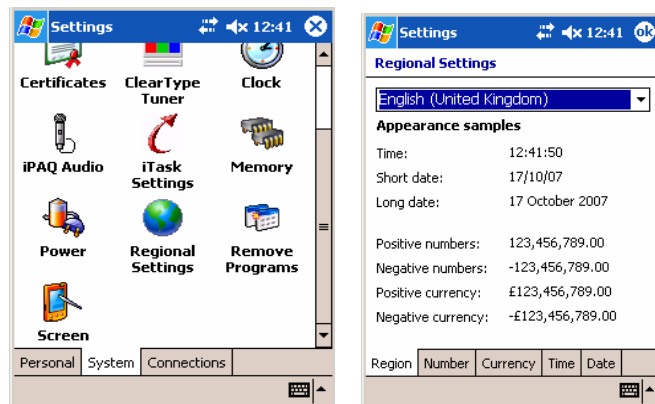 Settings 12:41
Certificates ClearType Tuner Clock
iPAQ Audio iTask Settings Memory
Power Regional Settings Remove Programs
Screen
Personal System Connections
Settings 12:41 ok
Regional Settings
English (United Kingdom)
Appearance samples
Time: 12:41:50
Short date: 17/10/07
Long date: 17 October 2007
Positive numbers: 123,456,789.00
Negative numbers: -123,456,789.00
Positive currency: £123,456,789.00
Negative currency: -£123,456,789.00
Region Number Currency Time Date